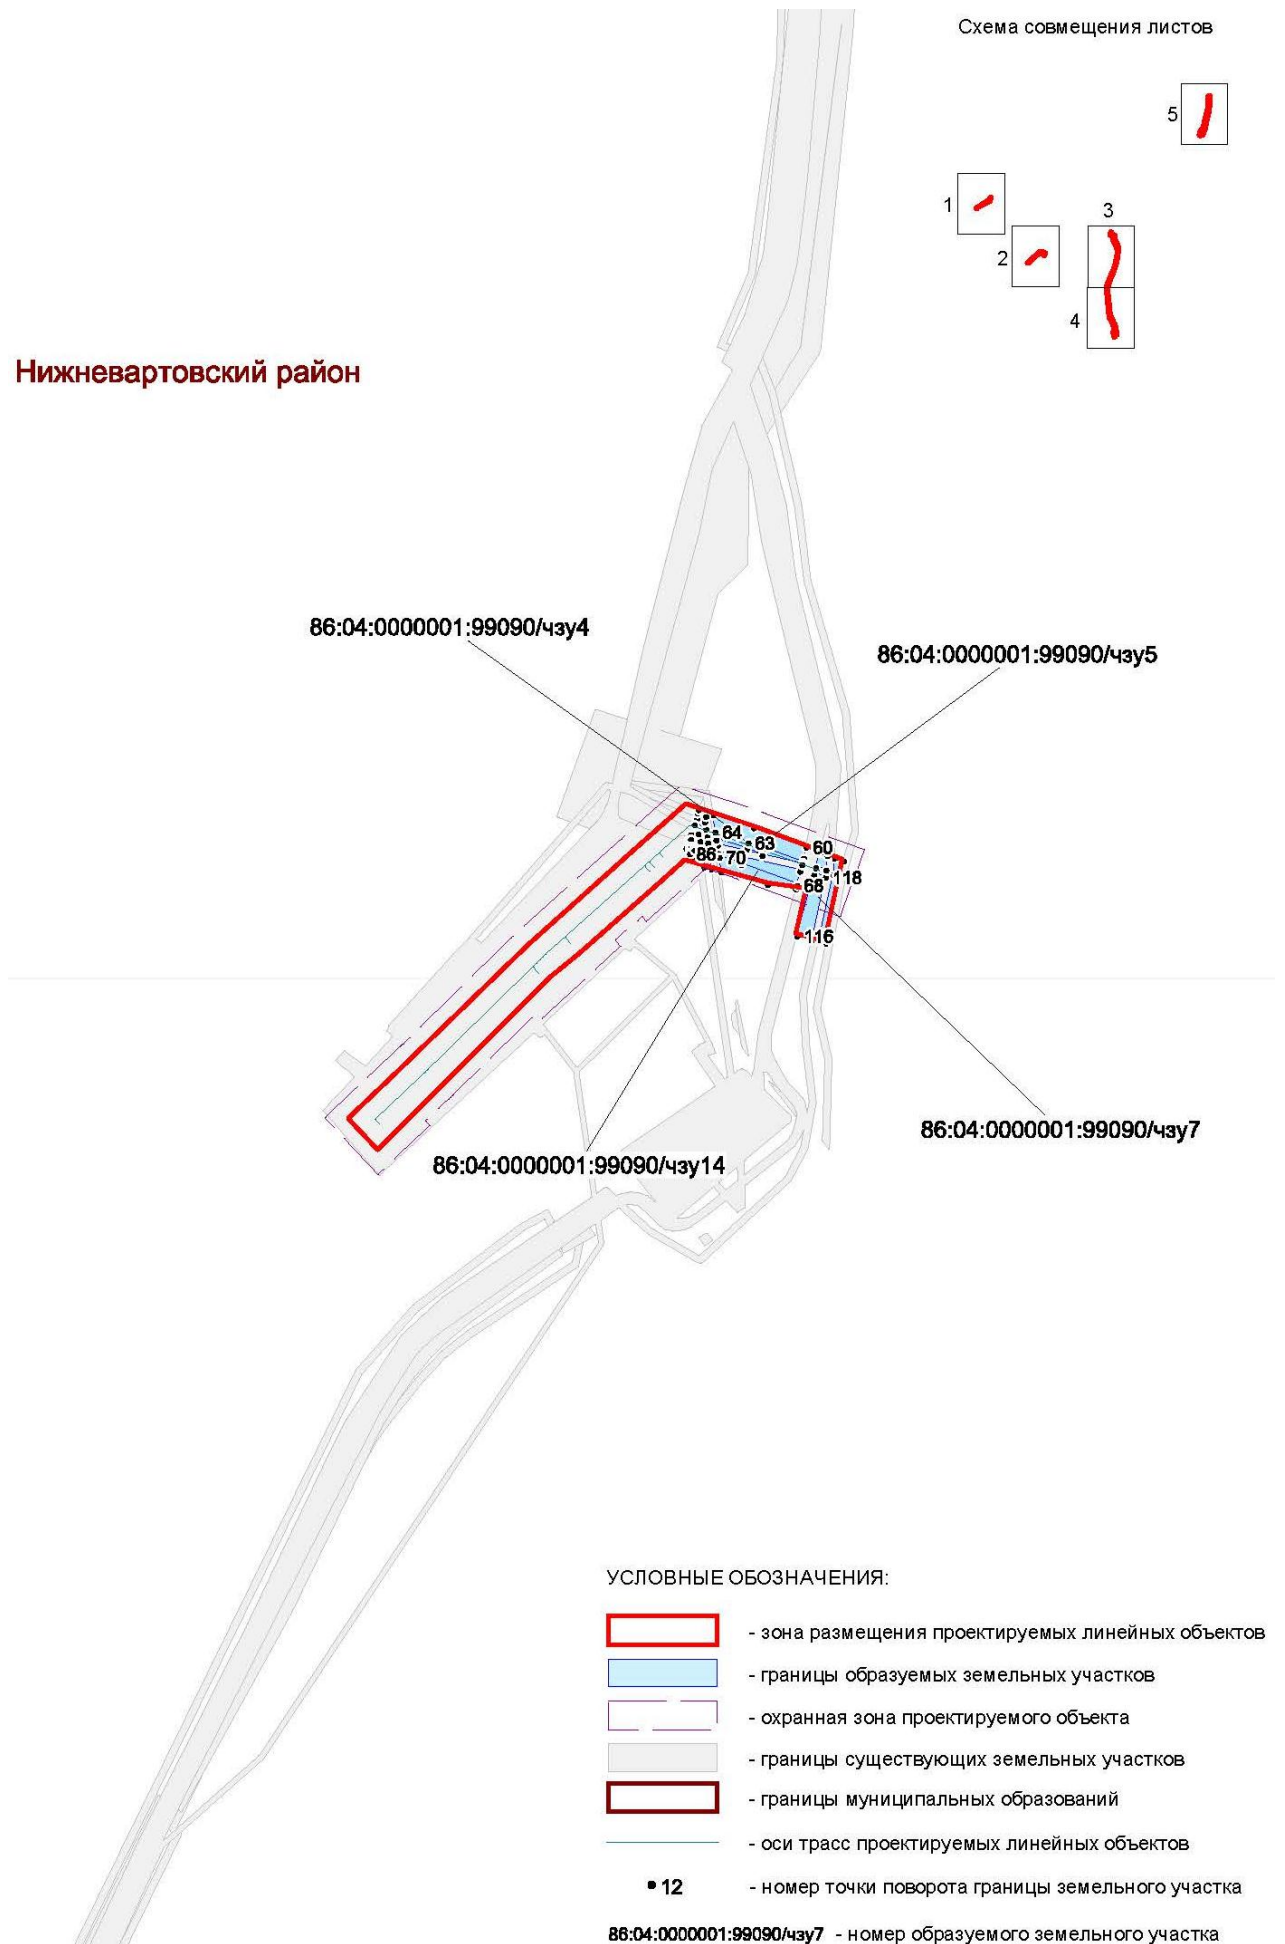 Схема совмещения листов
5
1
3
2
4
Нижневартовский район
86:04:0000001:99090/чзу4
86:04:0000001:99090/чзу5
64
63
60
86
70
118
68
116
86:04:0000001:99090/чзу7
86:04:0000001:99090/чзу14
УСЛОВНЫЕ ОБОЗНАЧЕНИЯ:
- зона размещения проектируемых линейных объектов
- границы образуемых земельных участков
- охранная зона проектируемого объекта
- границы существующих земельных участков
- границы муниципальных образований
- оси трасс проектируемых линейных объектов
12 - номер точки поворота границы земельного участка
86:04:0000001:99090/чзу7 - номер образуемого земельного участка